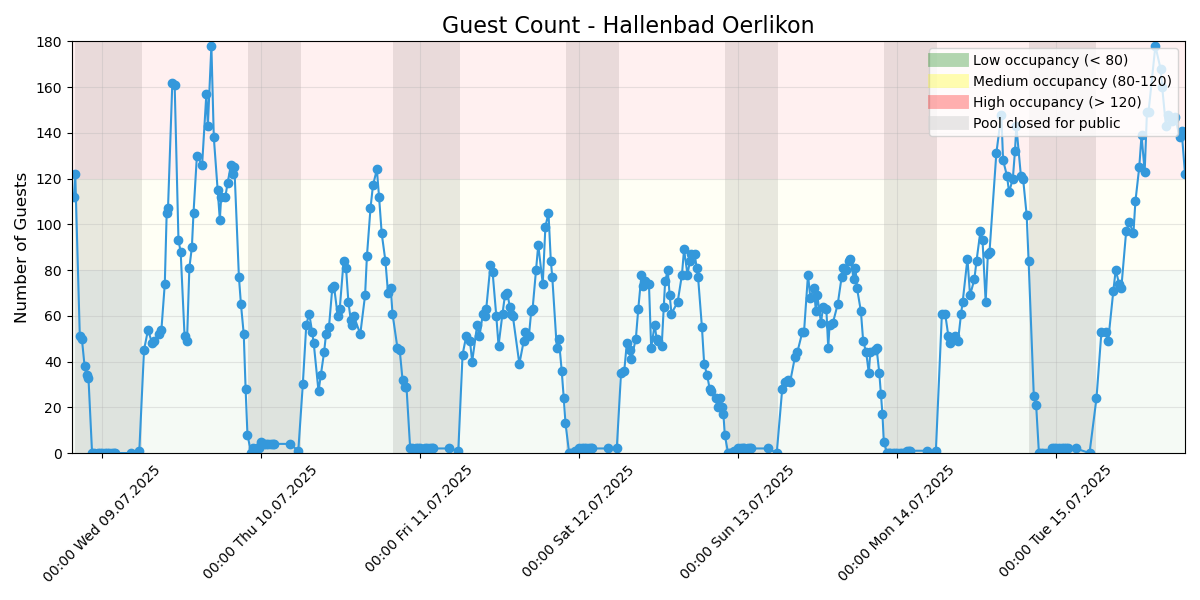 Guest Count - Hallenbad Oerlikon
Number of Guests
180
160
140
120
100
80
60
40
20
0
Low occupancy (< 80)
Medium occupancy (80-120)
High occupancy (> 120)
Pool closed for public
00:00 Wed 09.07.2025
00:00 Thu 10.07.2025
00:00 Fri 11.07.2025
00:00 Sat 12.07.2025
00:00 Sun 13.07.2025
00:00 Mon 14.07.2025
00:00 Tue 15.07.2025